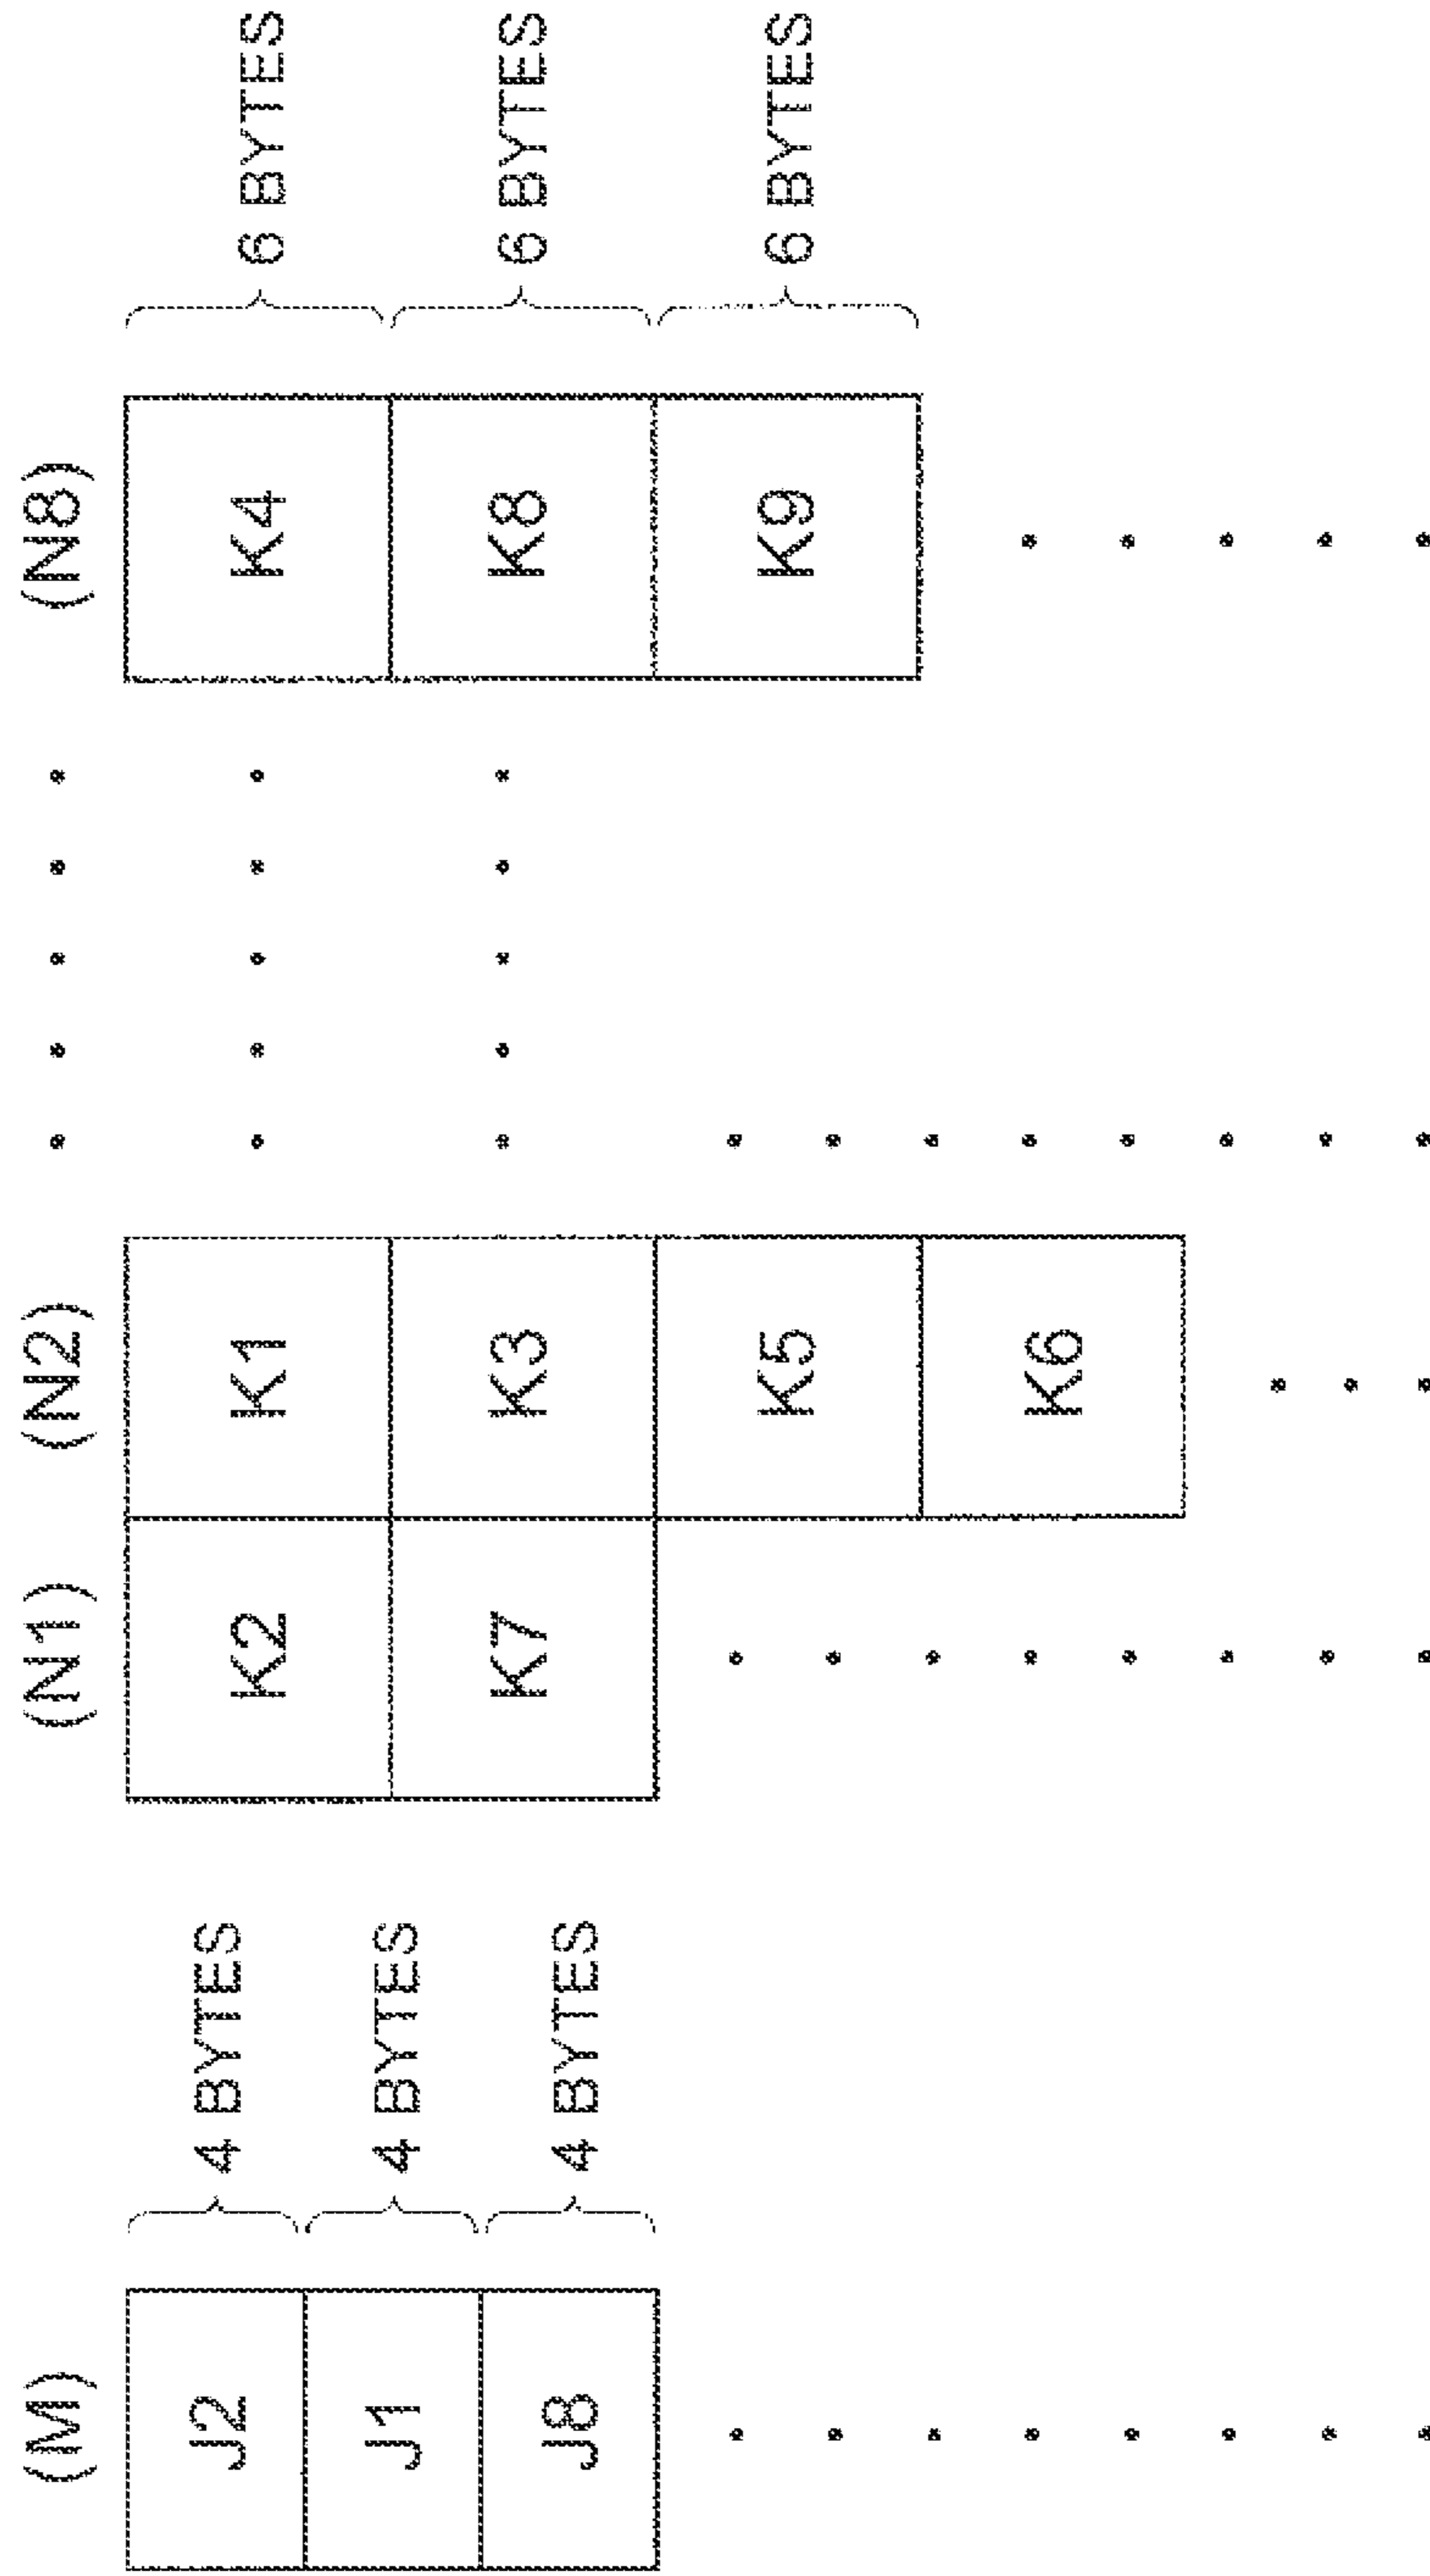 (M) (N1) (N2) (N8)
J2 4 BYTES
J1 4 BYTES
J8 4 BYTES
K2 K1 K4 6 BYTES
K7 K3 K8 6 BYTES
K5 K9 6 BYTES
K6